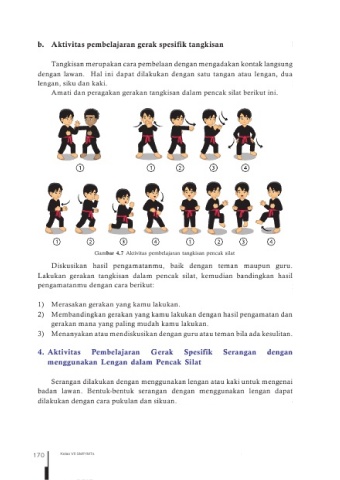 b. Aktivitas pembelajaran gerak spesifik tangkisan
Tangkisan merupakan cara pembelaan dengan mengadakan kontak langsung
dengan lawan. Hal ini dapat dilakukan dengan satu tangan atau lengan, dua
lengan, siku dan kaki.
Amati dan peragakan gerakan tangkisan dalam pencak silat berikut ini.
1 1 2 3 4
1 2 3 4 1 2 3 4
Gambar 4.7 Aktivitas pembelajaran tangkisan pencak silat
Diskusikan hasil pengamatanmu, baik dengan teman maupun guru.
Lakukan gerakan tangkisan dalam pencak silat, kemudian bandingkan hasil
pengamatanmu dengan cara berikut:
1) Merasakan gerakan yang kamu lakukan.
2) Membandingkan gerakan yang kamu lakukan dengan hasil pengamatan dan
gerakan mana yang paling mudah kamu lakukan.
3) Menanyakan atau mendiskusikan dengan guru atau teman bila ada kesulitan.
4. Aktivitas Pembelajaran Gerak Spesifik Serangan dengan
menggunakan Lengan dalam Pencak Silat
Serangan dilakukan dengan menggunakan lengan atau kaki untuk mengenai
badan lawan. Bentuk-bentuk serangan dengan menggunakan lengan dapat
dilakukan dengan cara pukulan dan sikuan.
170